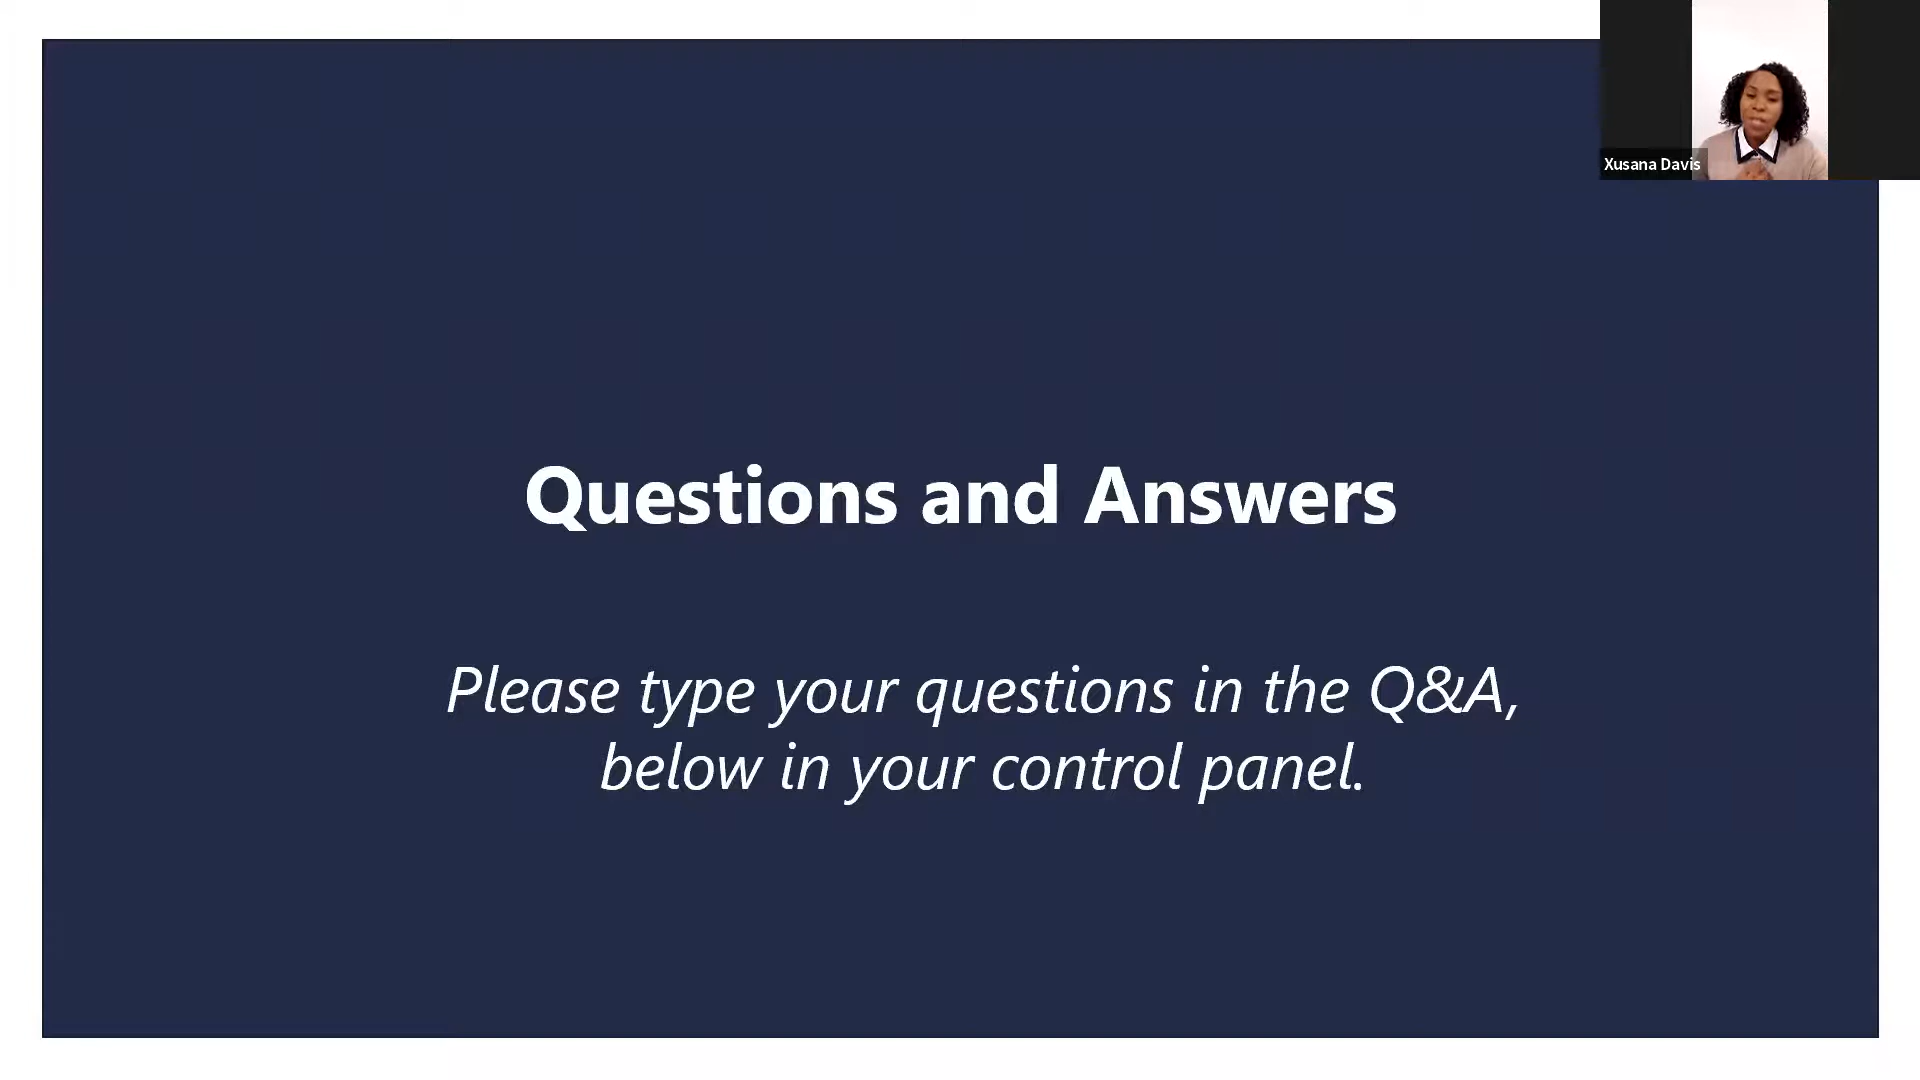 Xusana Davis
Questions and Answers
Please type your questions in the Q&A,
below in your control panel.